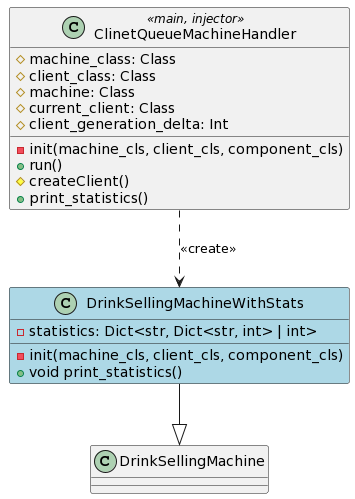 C
«main, injector»
ClinetQueueMachineHandler
machine_class: Class
client_class: Class
machine: Class
current_client: Class
client_generation_delta: Int
init(machine_cls, client_cls, component_cls)
run()
createClient()
print_statistics()
«create»
C DrinkSellingMachineWithStats
statistics: Dict<str, Dict<str, int> | int>
init(machine_cls, client_cls, component_cls)
void print_statistics()
C DrinkSellingMachine